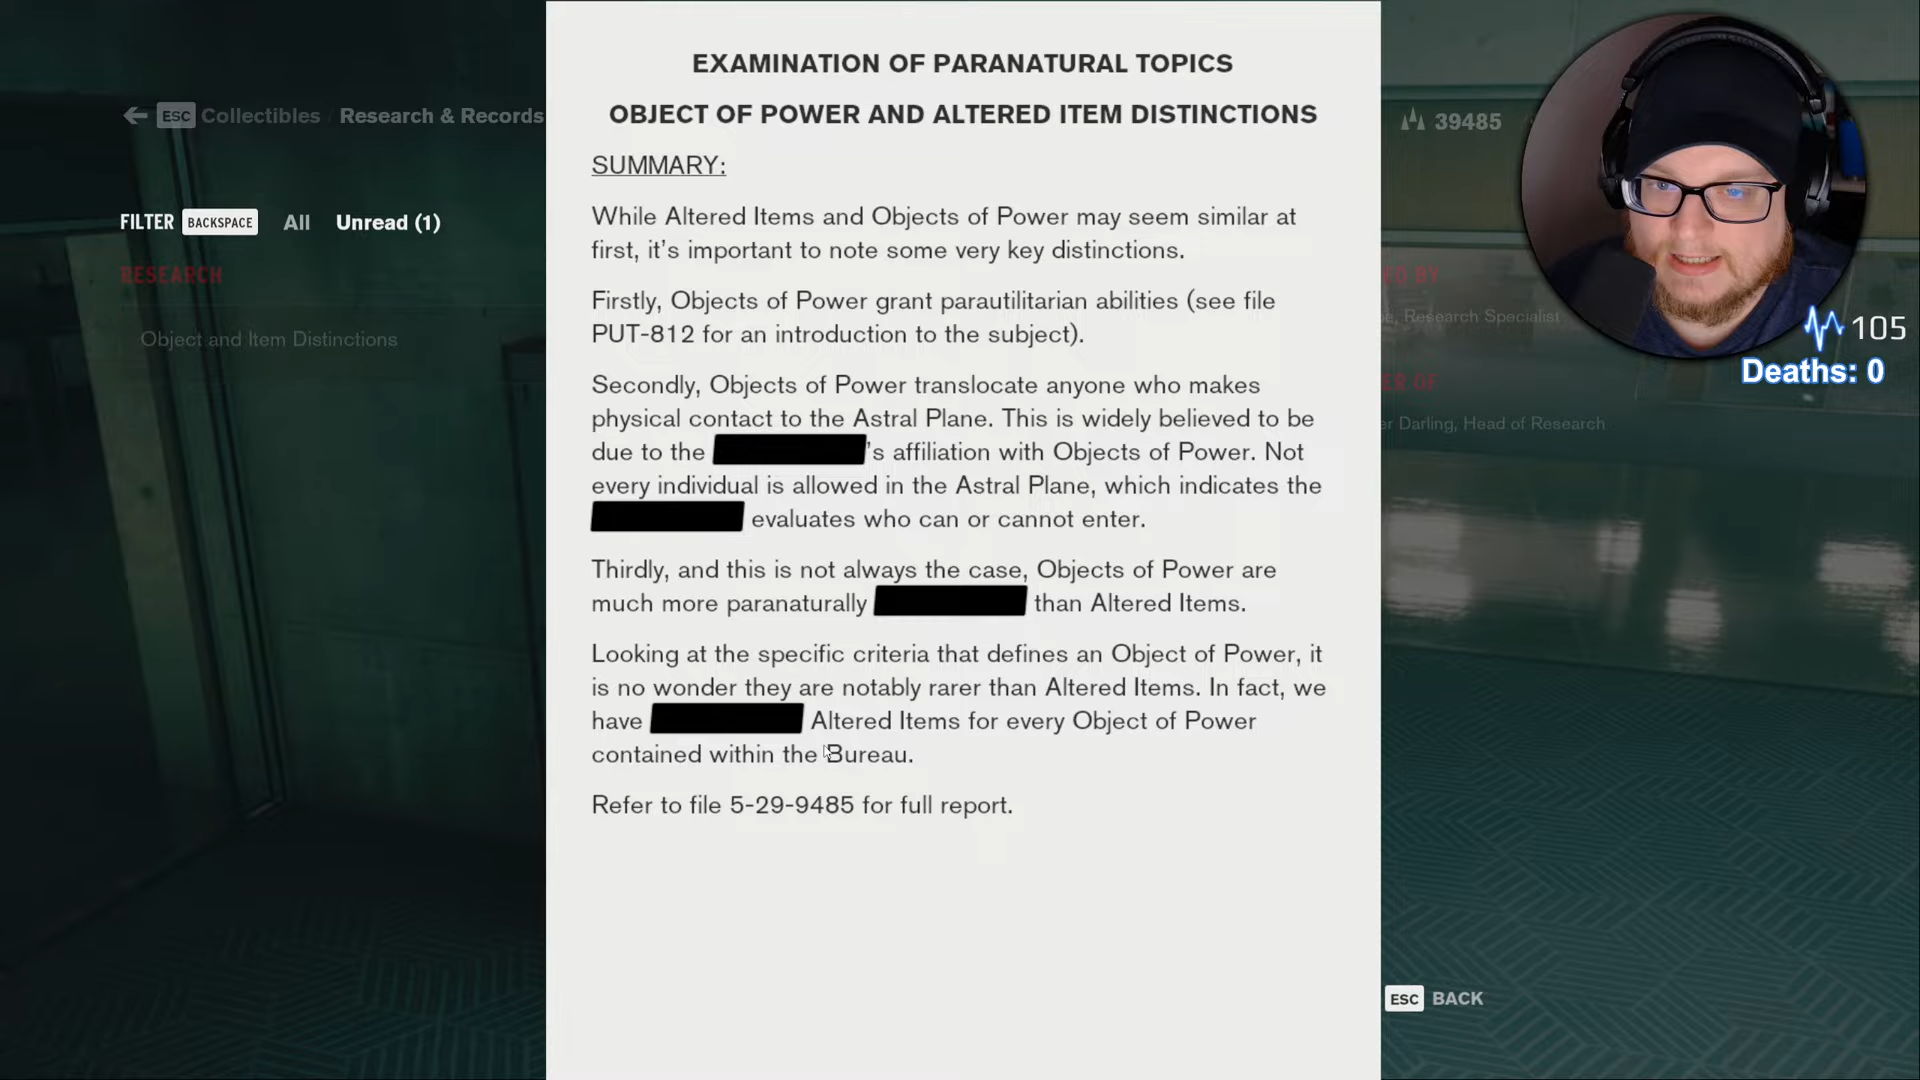 EXAMINATION OF PARANATURAL TOPICS
OBJECT OF POWER AND ALTERED ITEM DISTINCTIONS
SUMMARY:
While Altered Items and Objects of Power may seem similar at
first, it's important to note some very key distinctions.
Firstly, Objects of Power grant parautilitarian abilities (see file
PUT-812 for an introduction to the subject).
Secondly, Objects of Power translocate anyone who makes
physical contact to the Astral Plane. This is widely believed to be
due to the 's affiliation with Objects of Power. Not
every individual is allowed in the Astral Plane, which indicates the
evaluates who can or cannot enter.
Thirdly, and this is not always the case, Objects of Power are
much more paranaturally than Altered Items.
Looking at the specific criteria that defines an Object of Power, it
is no wonder they are notably rarer than Altered Items. In fact, we
have Altered Items for every Object of Power
contained within the Bureau.
Refer to file 5-29-9485 for full report.
ESC Collectibles / Research & Records
FILTER BACKSPACE All Unread (1)
RESEARCH
Object and Item Distinctions
39485
BY
Research Specialist
105
Deaths: 0
OF
Darling, Head of Research
ESC BACK